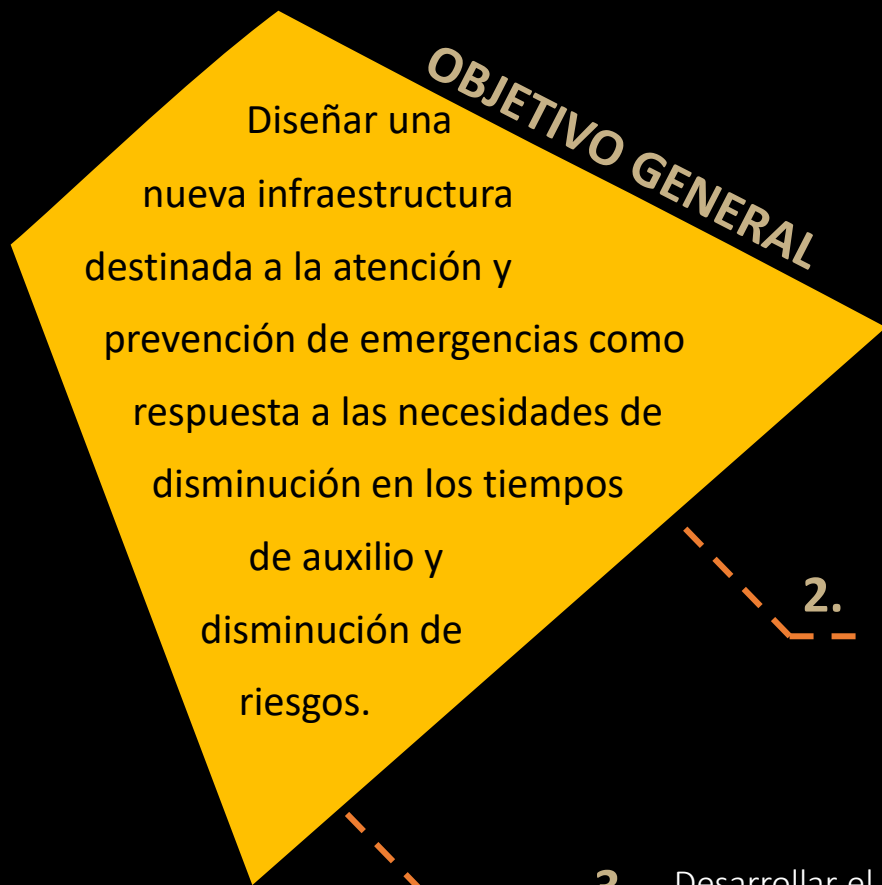 OBJETIVO GENERAL
Diseñar una
nueva infraestructura
destinada a la atención y
prevención de emergencias como
respuesta a las necesidades de
disminución en los tiempos
de auxilio y
disminución de
riesgos.
2.
3. Desarrollar el